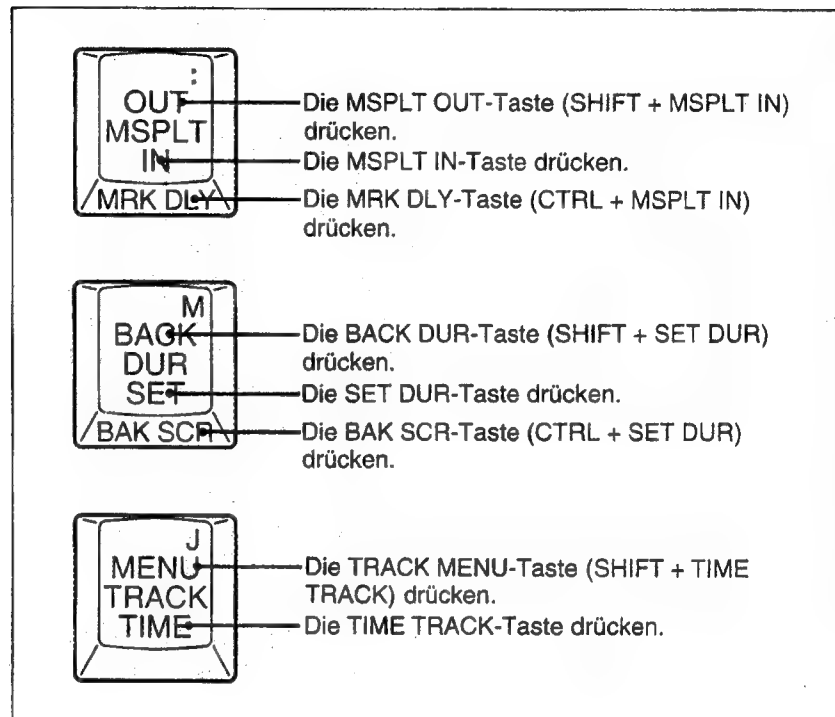 :
OUT
MSPLT
IN
MRK DLY
Die MSPLT OUT-Taste (SHIFT + MSPLT IN)
drücken.
Die MSPLT IN-Taste drücken.
Die MRK DLY-Taste (CTRL + MSPLT IN)
drücken.
M
BACK
DUR
SET
BAK SCR
Die BACK DUR-Taste (SHIFT + SET DUR)
drücken.
Die SET DUR-Taste drücken.
Die BAK SCR-Taste (CTRL + SET DUR)
drücken.
J
MENU
TRACK
TIME
Die TRACK MENU-Taste (SHIFT + TIME
TRACK) drücken.
Die TIME TRACK-Taste drücken.